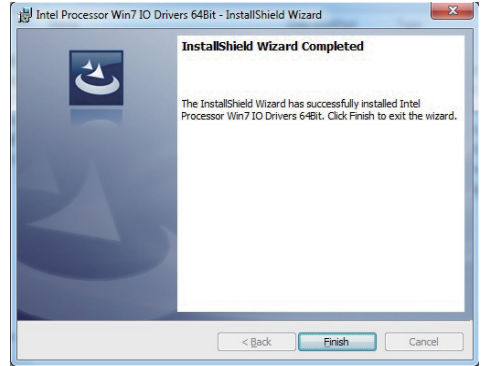 Intel Processor Win7 IO Drivers 64Bit - InstallShield Wizard
InstallShield Wizard Completed
The InstallShield Wizard has successfully installed Intel
Processor Win7 IO Drivers 64Bit. Click Finish to exit the wizard.
< Back
Finish
Cancel